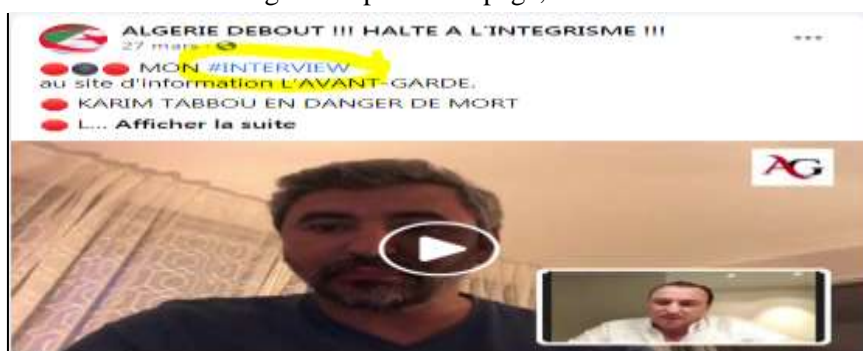 ALGERIE DEBOUT !!! HALTE A L'INTEGRISME !!!
27 mars
MON #INTERVIEW
au site d'information L'AVANT-GARDE.
KARIM TABBOU EN DANGER DE MORT
L... Afficher la suite
AG